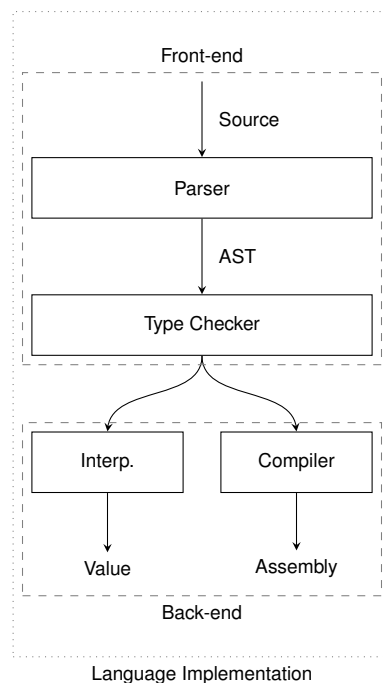 Front-end
Source
Parser
AST
Type Checker
Interp.
Compiler
Value
Assembly
Back-end
Language Implementation